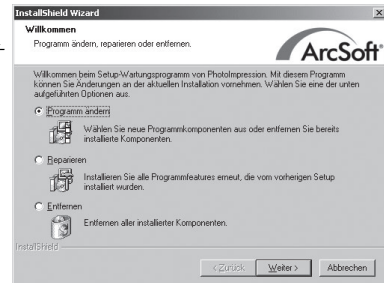 InstallShield Wizard
Willkommen
Programm ändern, reparieren oder entfernen.
ArcSoft®
Willkommen beim Setup-Wartungsprogramm von PhotoImpression. Mit diesem Programm
können Sie Änderungen an der aktuellen Installation vornehmen. Wählen Sie eine der unten
aufgeführten Optionen aus.
Programm ändern
Wählen Sie neue Programmkomponenten aus oder entfernen Sie bereits
installierte Komponenten.
Reparieren
Installieren Sie alle Programmfeatures erneut, die vom vorherigen Setup
installiert wurden.
Entfernen
Entfernen aller installierter Komponenten.
InstallShield
< Zurück Weiter > Abbrechen